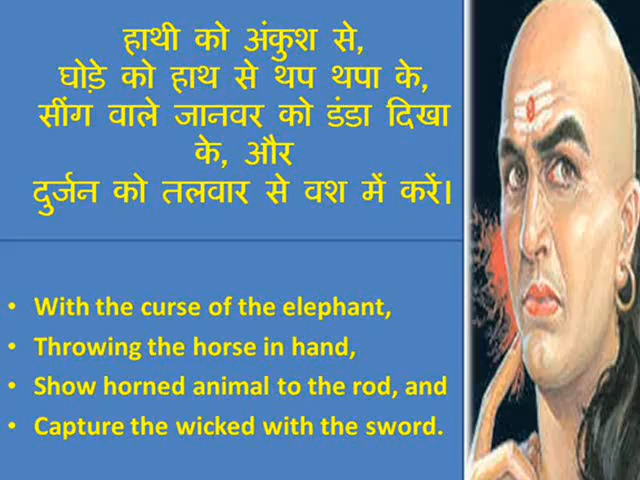 हाथी को अंकुश से,
घोड़े को हाथ से थप थपा के,
सींग वाले जानवर को डंडा दिखा
के, और
दुर्जन को तलवार से वश में करें।
• With the curse of the elephant,
• Throwing the horse in hand,
• Show horned animal to the rod, and
• Capture the wicked with the sword.